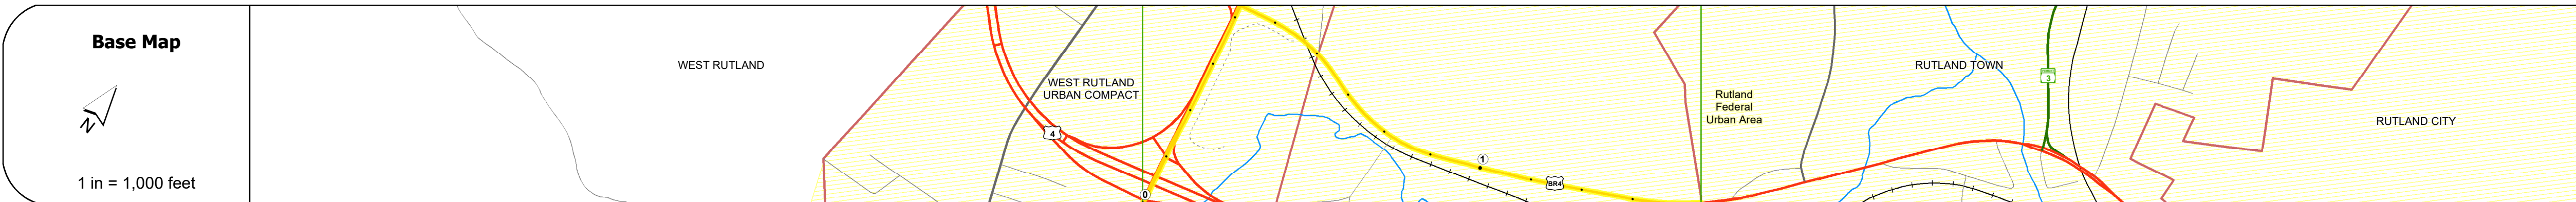 Base Map
N
1 in = 1,000 feet
WEST RUTLAND
WEST RUTLAND
URBAN COMPACT
4
0
1
BR4
Rutland
Federal
Urban Area
RUTLAND TOWN
3
RUTLAND CITY